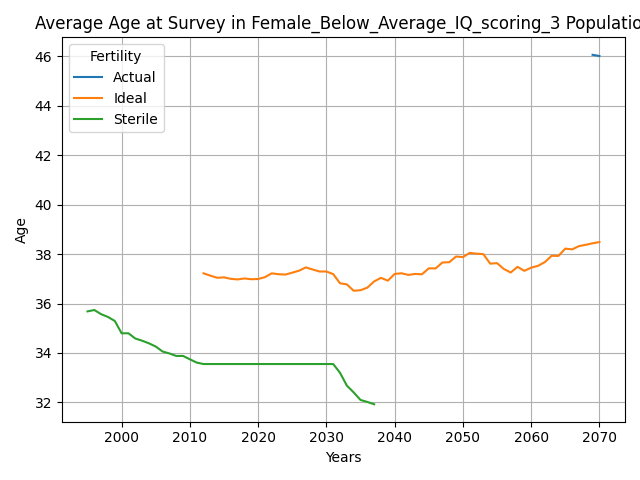 Average Age at Survey in Female_Below_Average_IQ_scoring_3 Populatio
Fertility
Actual
Ideal
Sterile
46
44
42
40
38
36
34
32
Age
2000 2010 2020 2030 2040 2050 2060 2070
Years